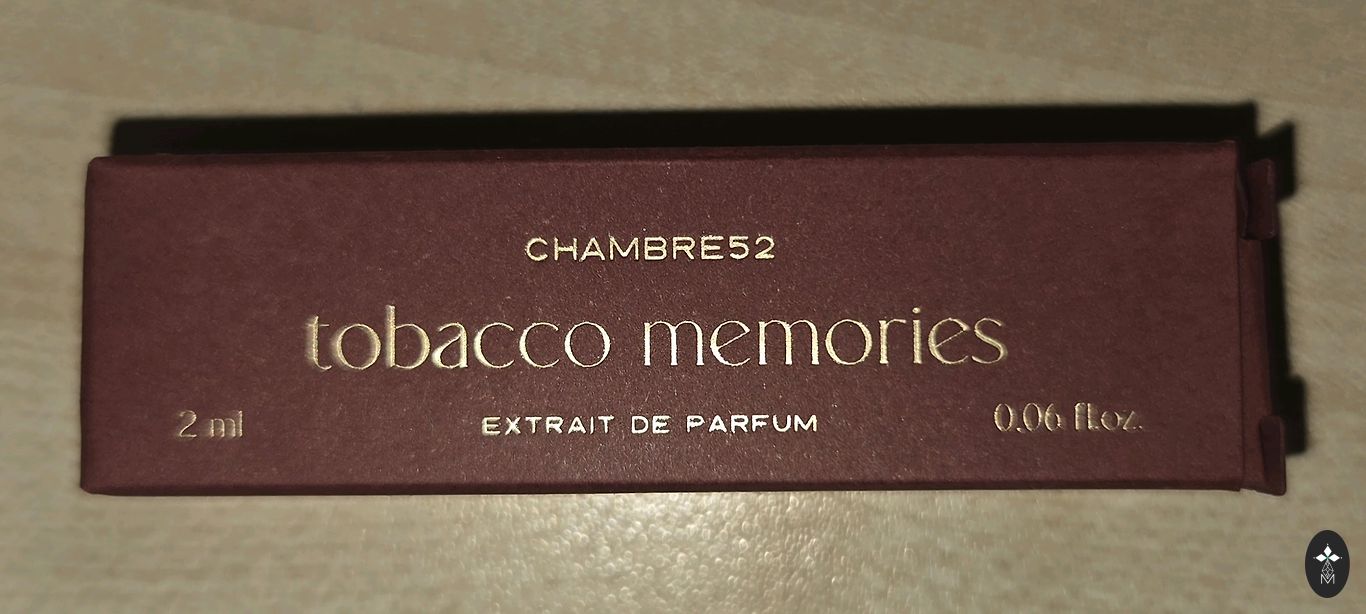 CHAMBRE52
tobacco memories
2 ml EXTRAIT DE PARFUM 0.06 fl.oz.